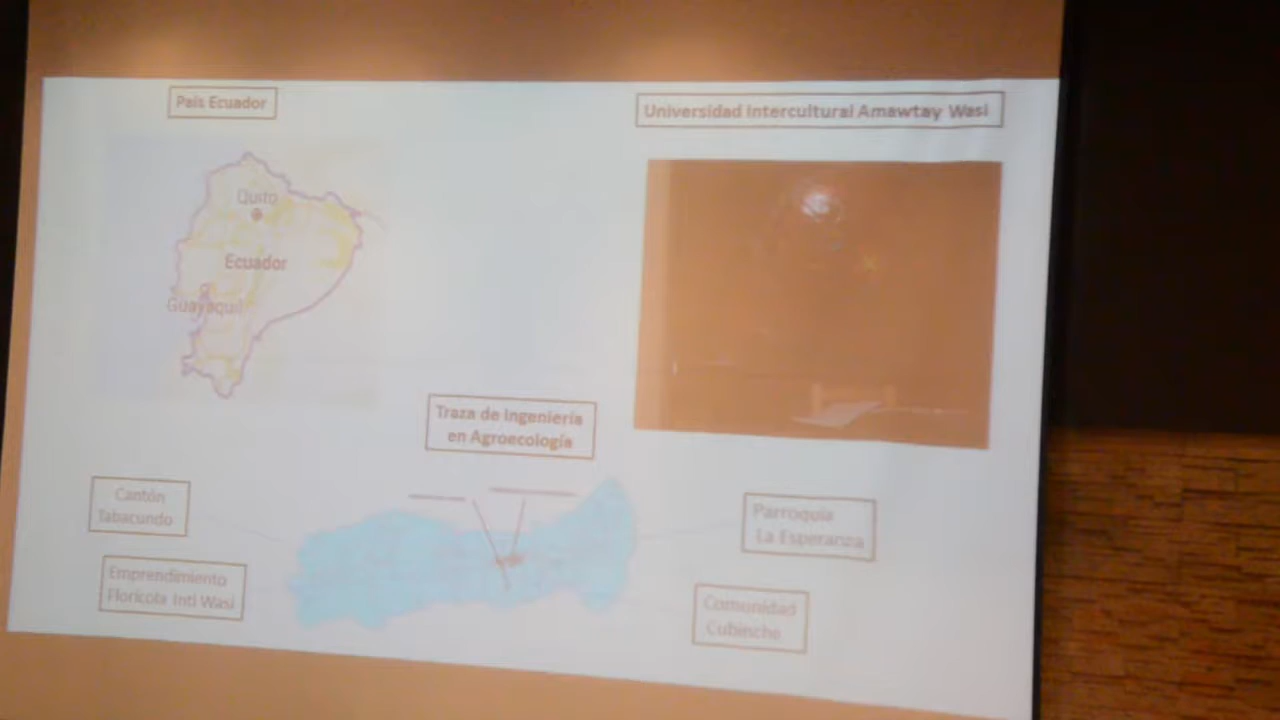 País Ecuador
Universidad Intercultural Amawtay Wasi
Quito
Ecuador
Guayaquil
Traza de Ingeniería
en Agroecología
Cantón
Tabacundo
Parroquia
La Esperanza
Emprendimiento
Florícola Inti Wasi
Comunidad
Cubinche